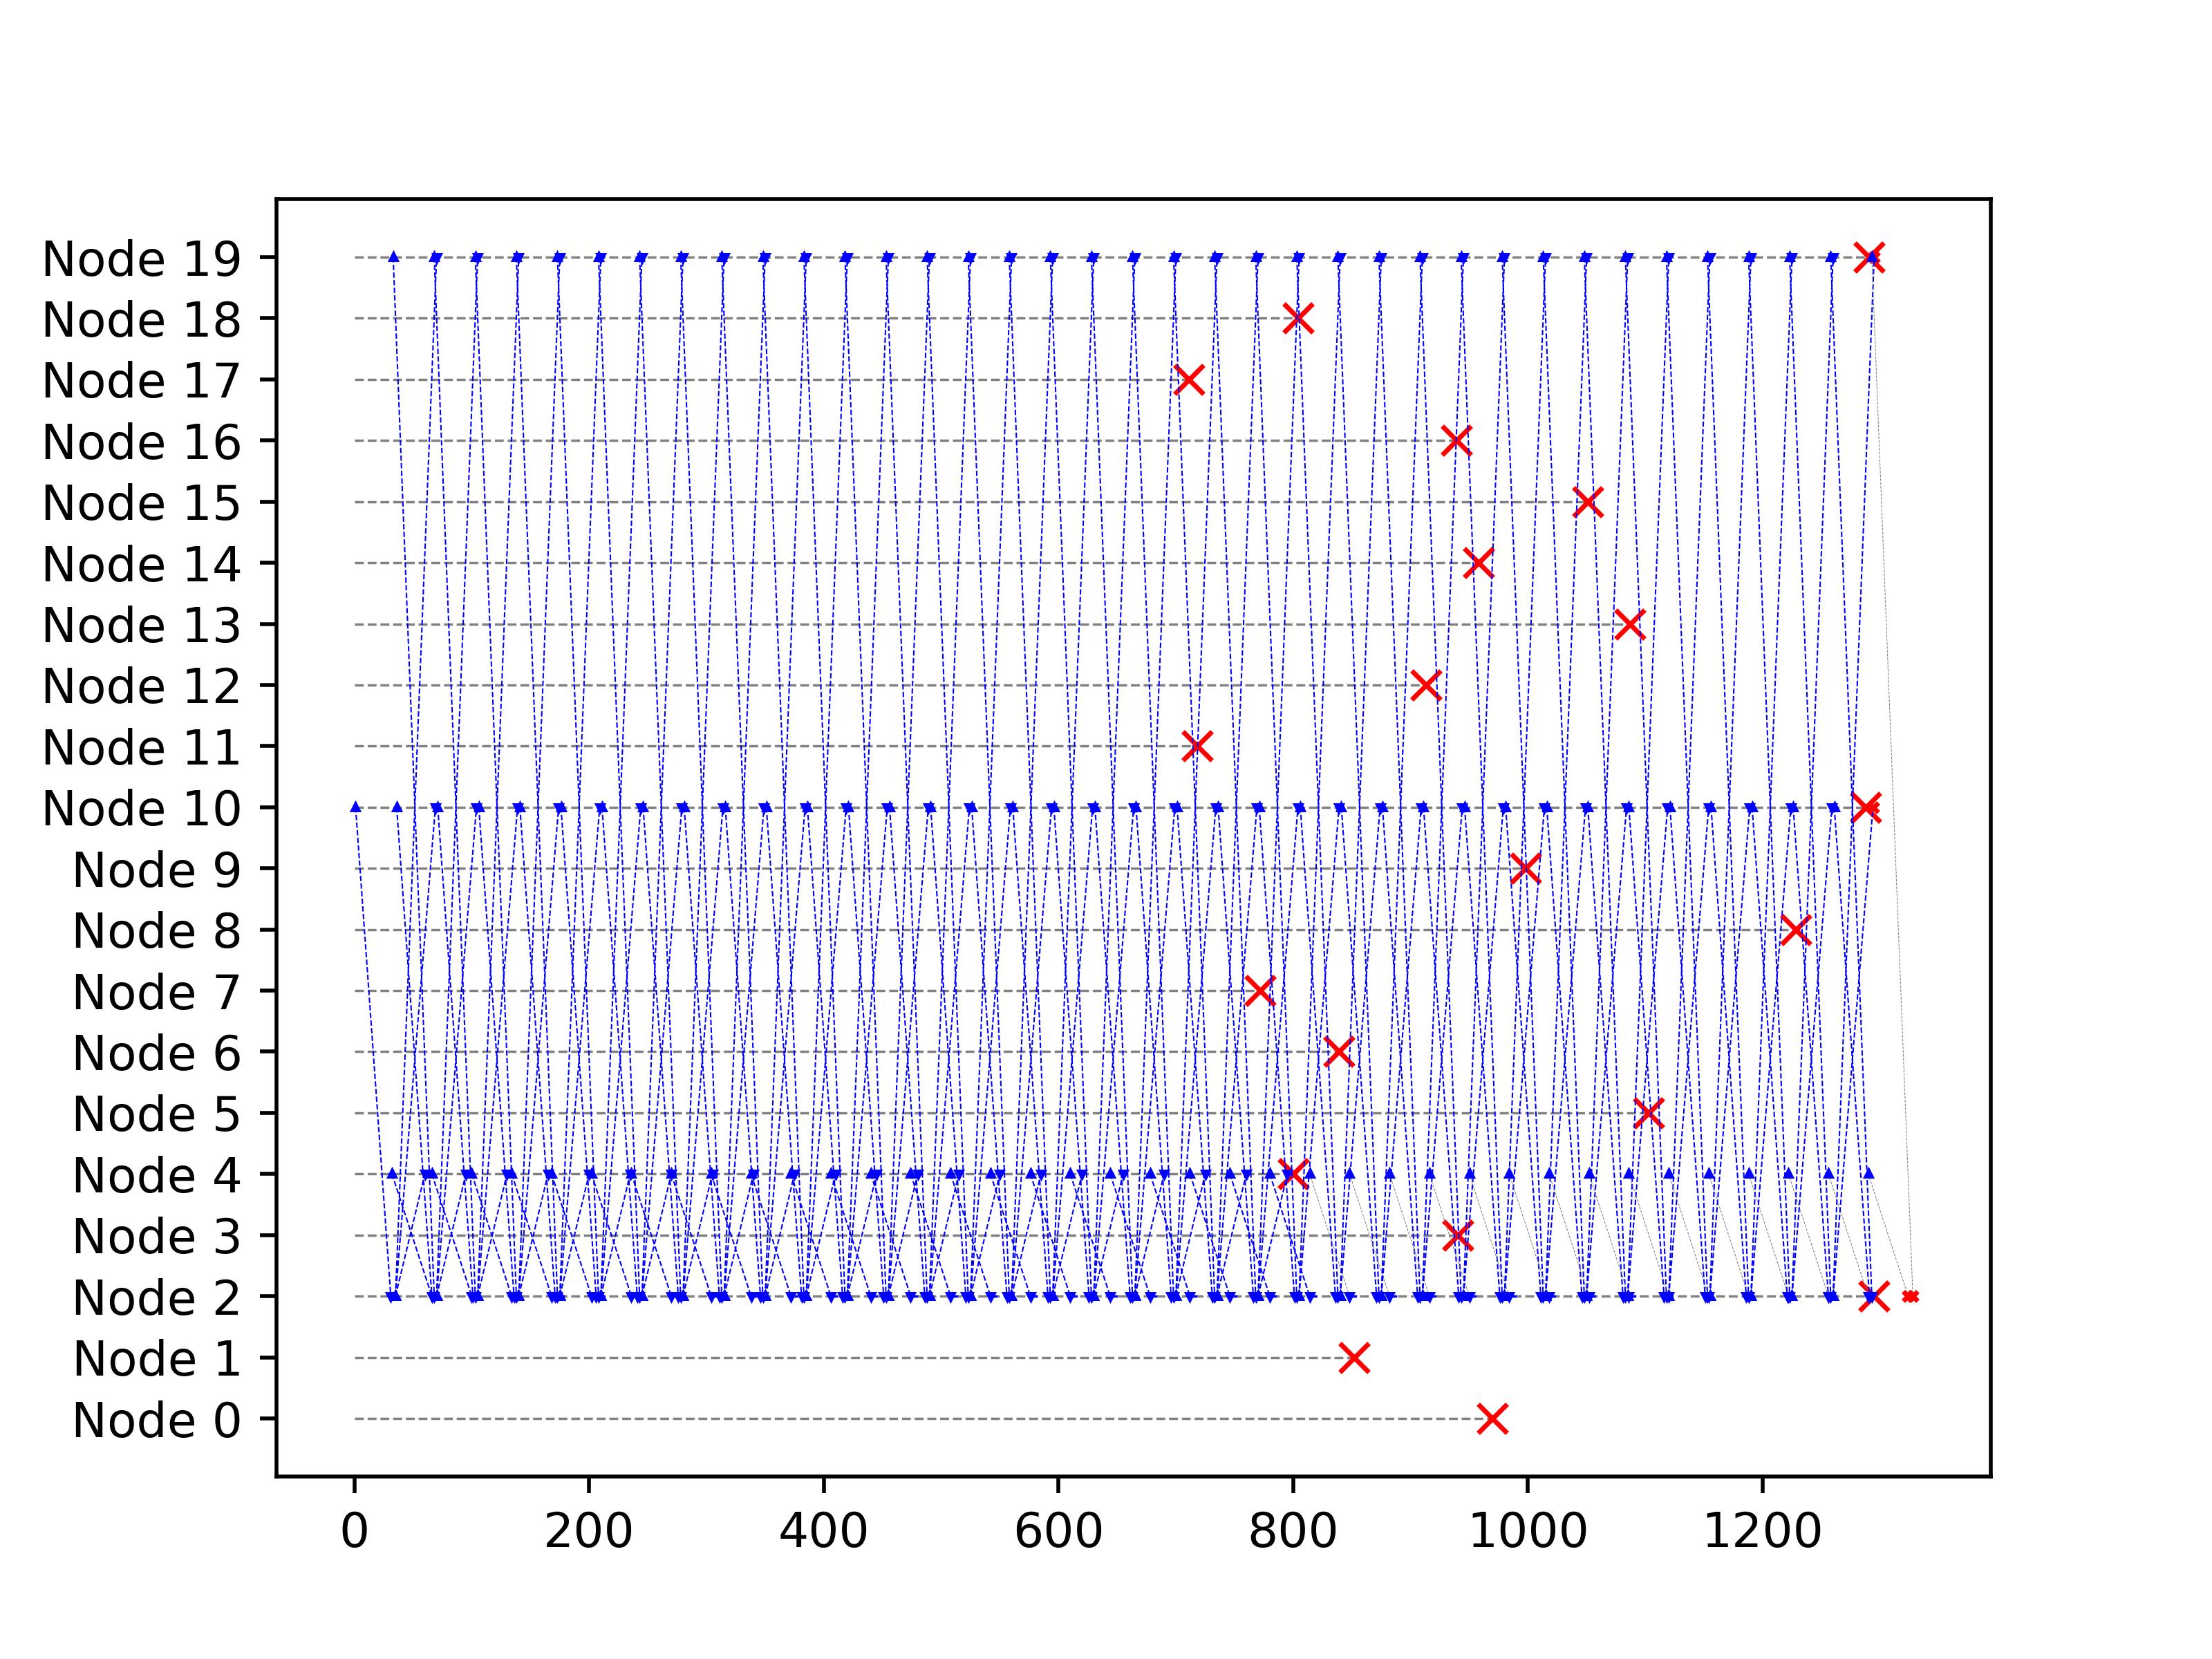 Node 19
Node 18
Node 17
Node 16
Node 15
Node 14
Node 13
Node 12
Node 11
Node 10
Node 9
Node 8
Node 7
Node 6
Node 5
Node 4
Node 3
Node 2
Node 1
Node 0
0 200 400 600 800 1000 1200